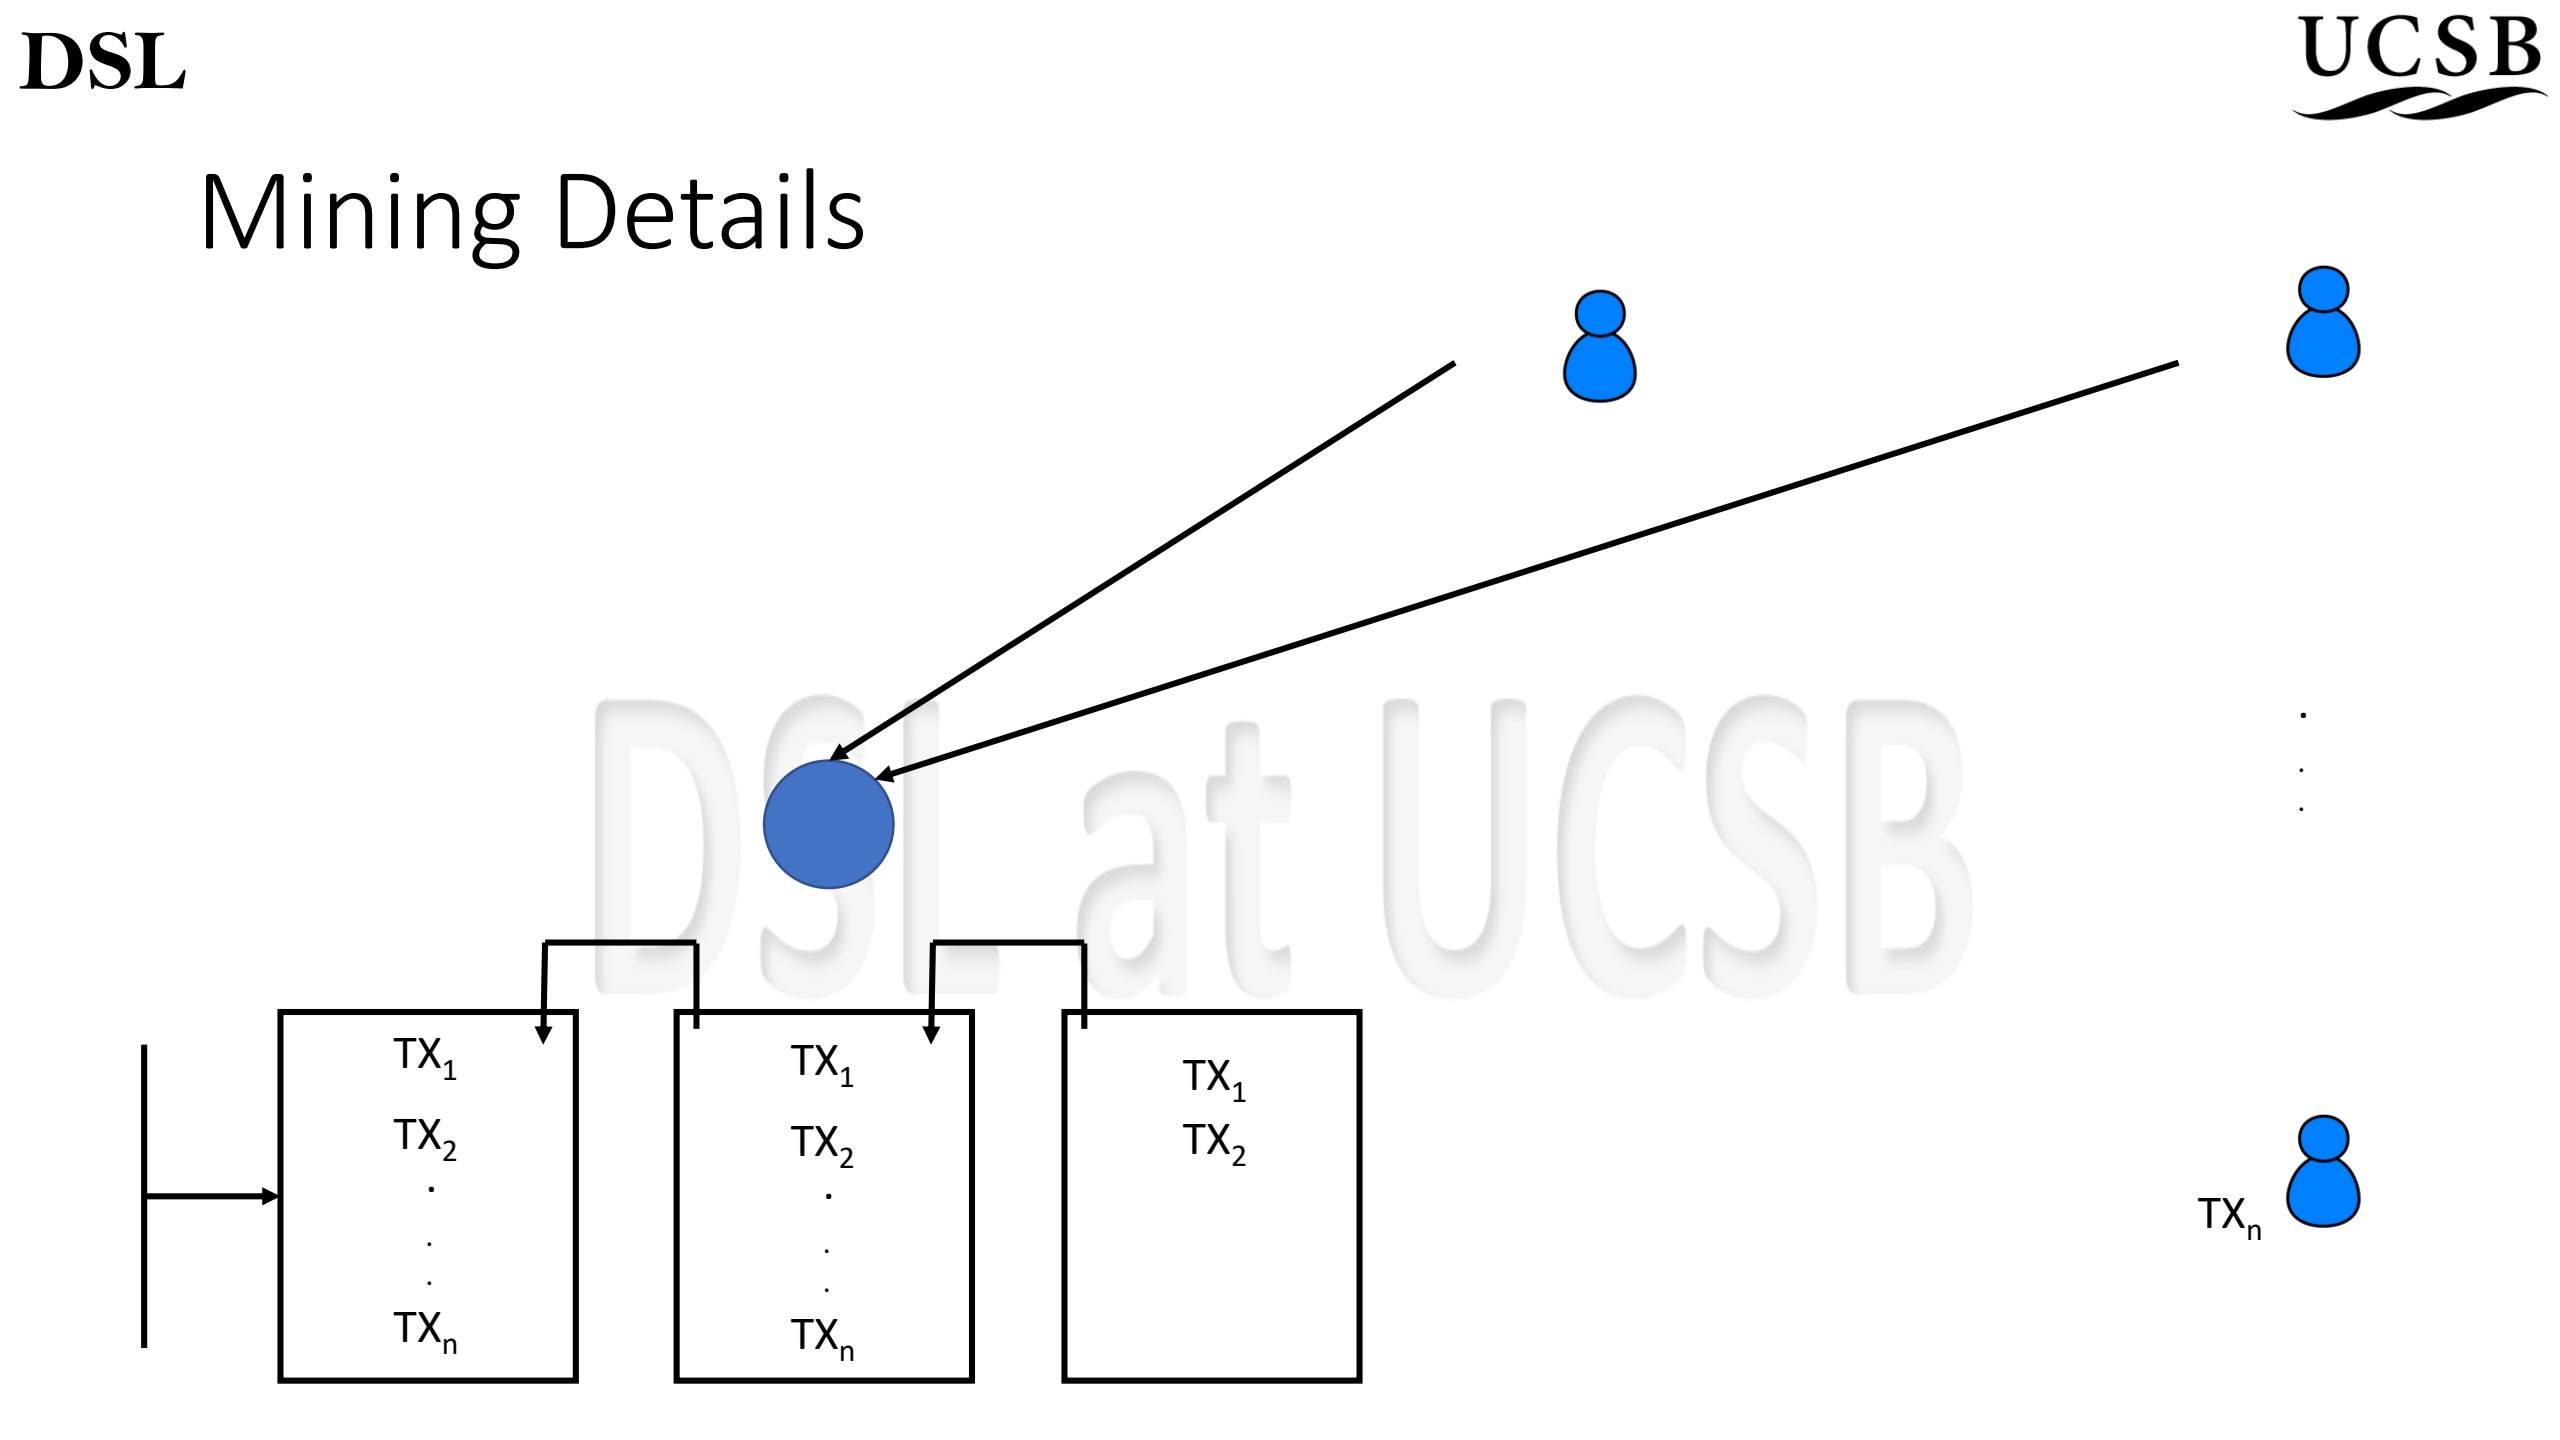 DSL
UCSB
Mining Details
DSL at UCSB
TX1
TX2
.
.
.
TXn
TX1
TX2
.
.
.
TXn
TX1
TX2
.
.
.
TXn